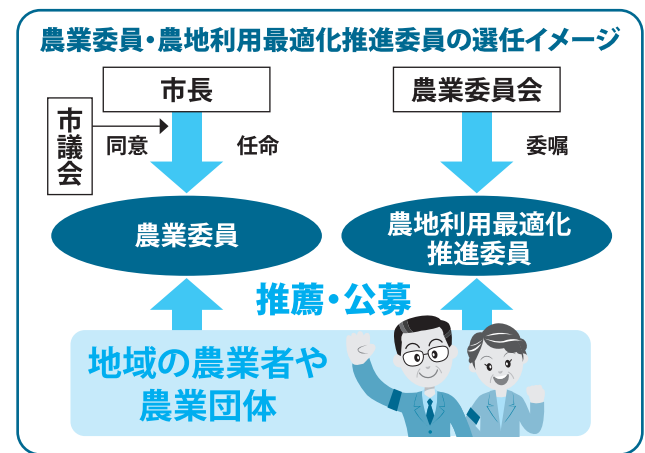 農業委員・農地利用最適化推進委員の選任イメージ
市長
農業委員会
市議会
同意
任命
委嘱
農業委員
農地利用最適化
推進委員
推薦・公募
地域の農業者や
農業団体